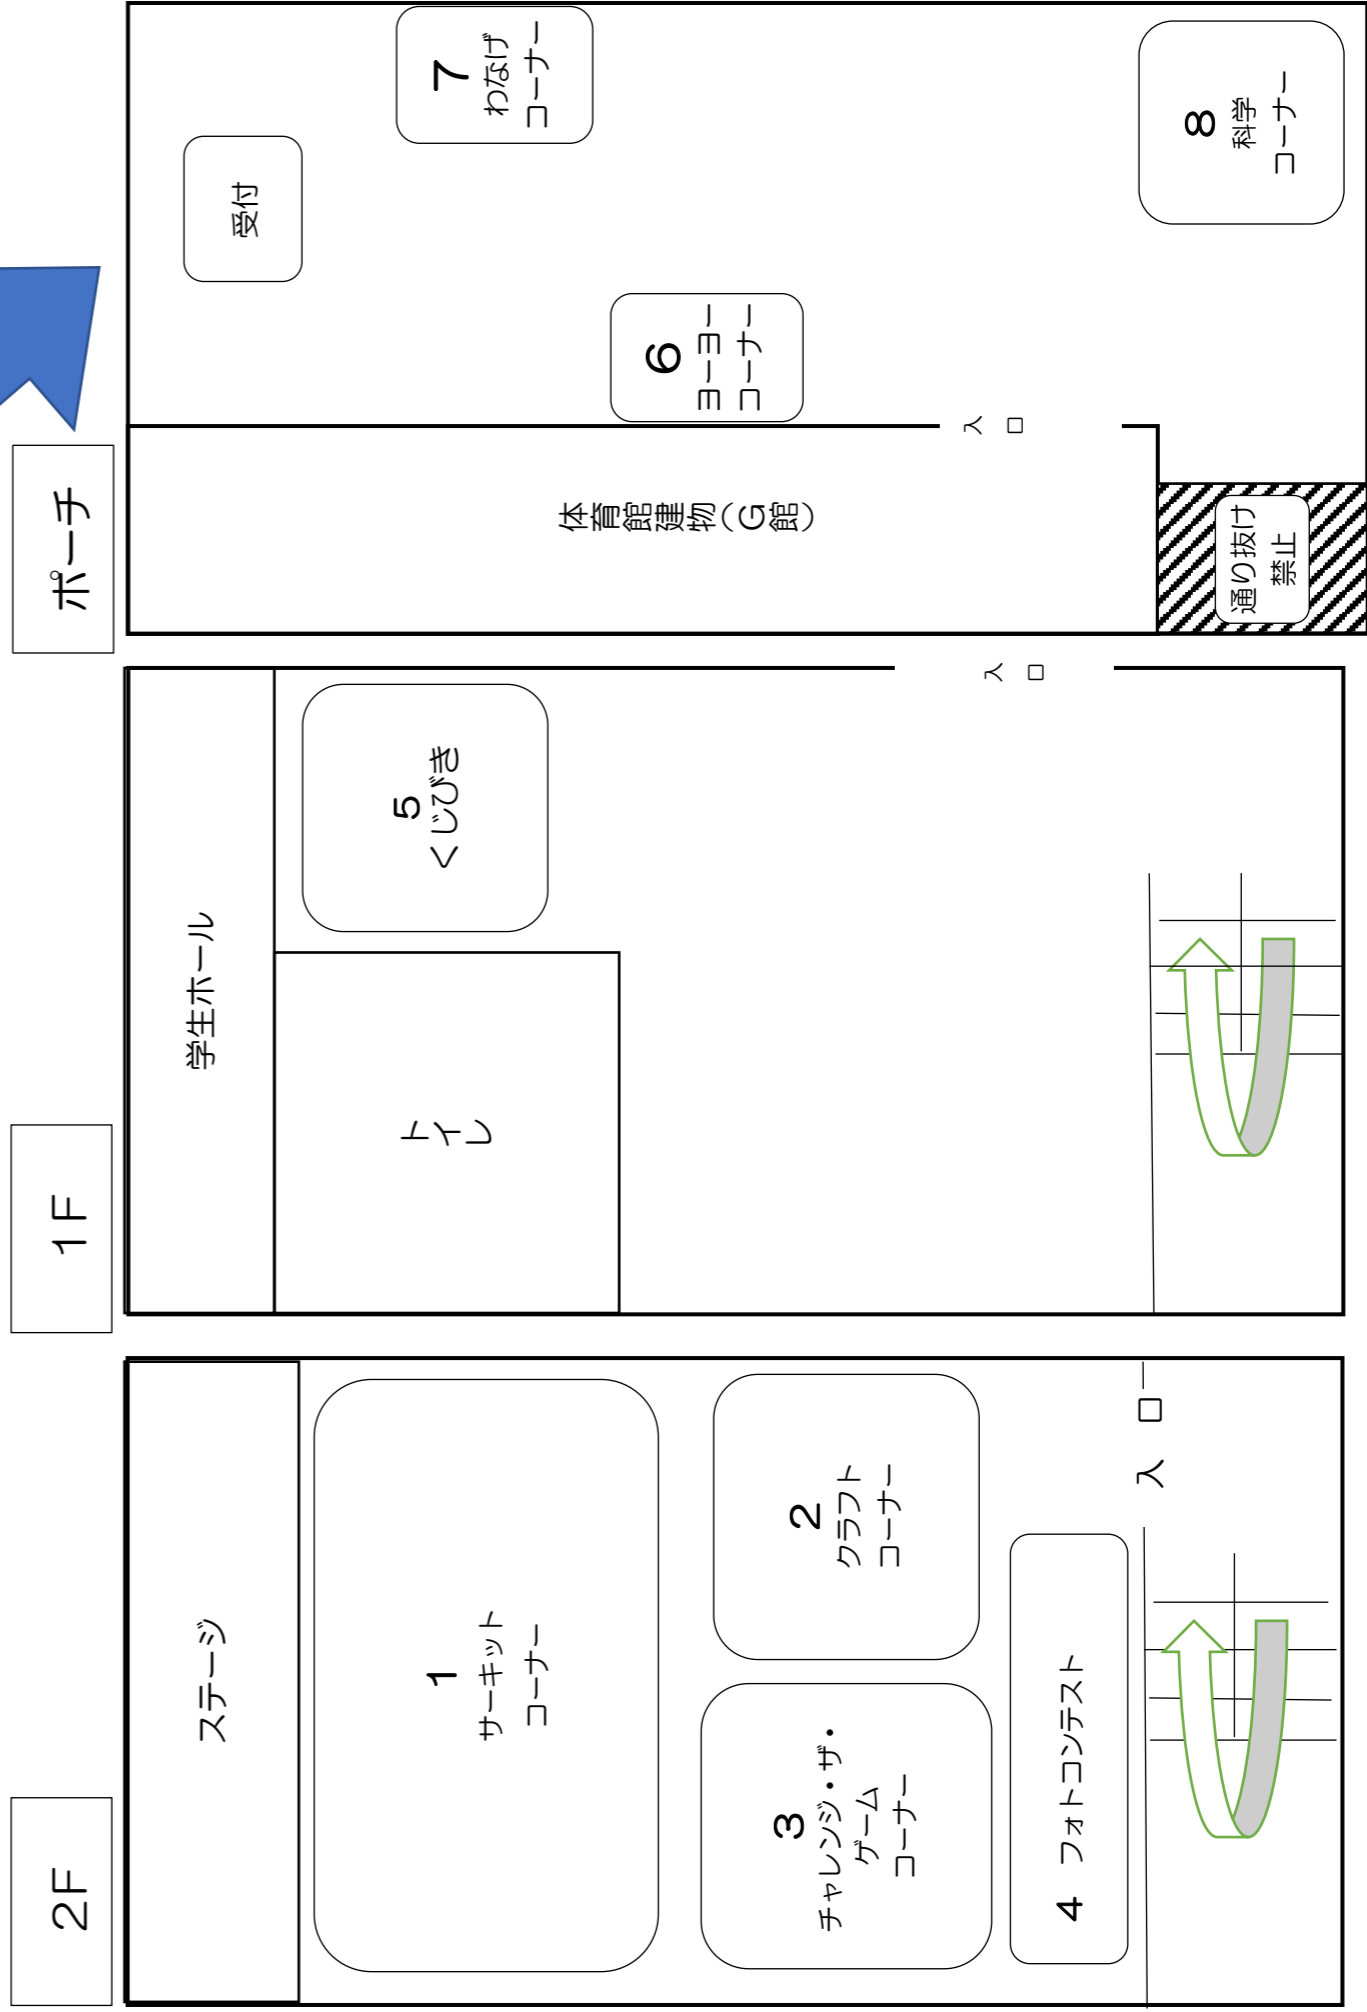 2F
ステージ
1
サーキット
コーナー
3
チャレンジ・ザ・
ゲーム
コーナー
2
クラフト
コーナー
4 フォトコンテスト
入口
1F
学生ホール
トイレ
5
くじびき
入口
ポーチ
体育館建物(G館)
受付
7
わなげ
コーナー
6
ヨーヨー
コーナー
入口
8
科学
コーナー
通り抜け
禁止